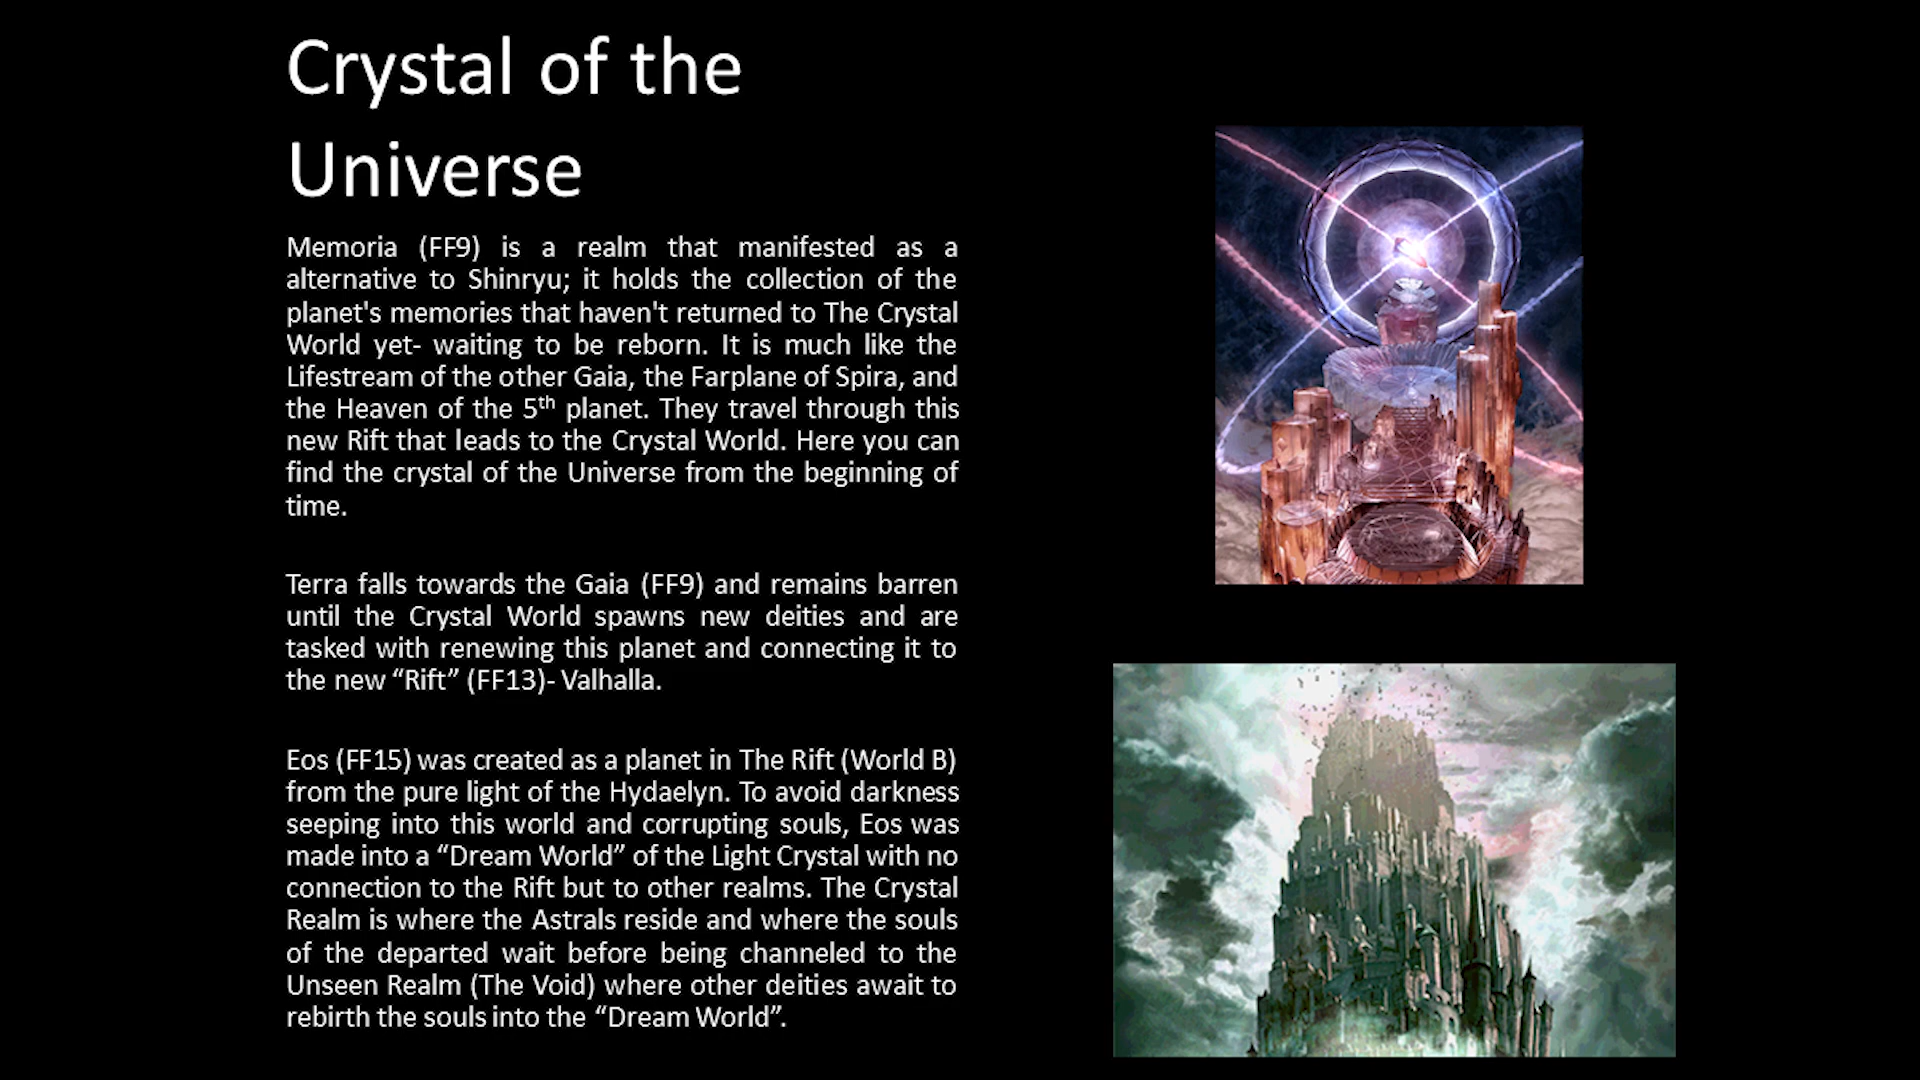 Crystal of the
Universe
Memoria (FF9) is a realm that manifested as a
alternative to Shinryu; it holds the collection of the
planet's memories that haven't returned to The Crystal
World yet- waiting to be reborn. It is much like the
Lifestream of the other Gaia, the Farplane of Spira, and
the Heaven of the 5th planet. They travel through this
new Rift that leads to the Crystal World. Here you can
find the crystal of the Universe from the beginning of
time.
Terra falls towards the Gaia (FF9) and remains barren
until the Crystal World spawns new deities and are
tasked with renewing this planet and connecting it to
the new “Rift” (FF13)- Valhalla.
Eos (FF15) was created as a planet in The Rift (World B)
from the pure light of the Hydaelyn. To avoid darkness
seeping into this world and corrupting souls, Eos was
made into a “Dream World” of the Light Crystal with no
connection to the Rift but to other realms. The Crystal
Realm is where the Astrals reside and where the souls
of the departed wait before being channeled to the
Unseen Realm (The Void) where other deities await to
rebirth the souls into the “Dream World”.